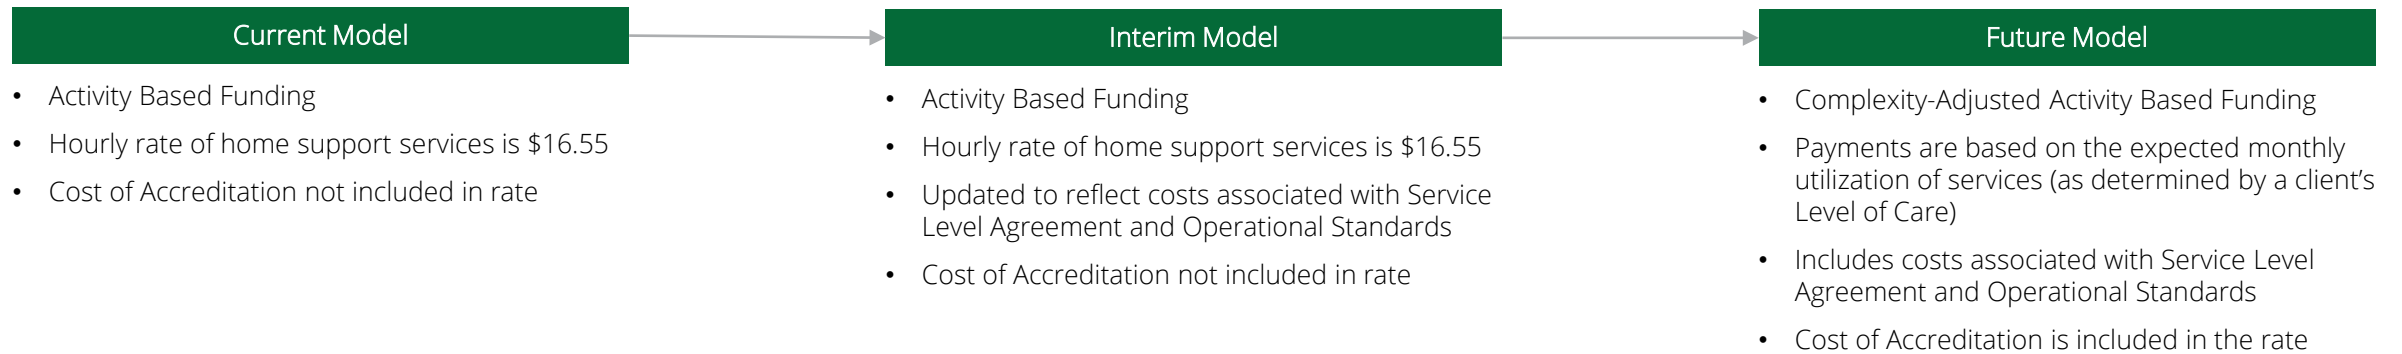 Current Model
• Activity Based Funding
• Hourly rate of home support services is $16.55
• Cost of Accreditation not included in rate
Interim Model
• Activity Based Funding
• Hourly rate of home support services is $16.55
• Updated to reflect costs associated with Service
Level Agreement and Operational Standards
• Cost of Accreditation not included in rate
Future Model
• Complexity-Adjusted Activity Based Funding
• Payments are based on the expected monthly
utilization of services (as determined by a client’s
Level of Care)
• Includes costs associated with Service Level
Agreement and Operational Standards
• Cost of Accreditation is included in the rate